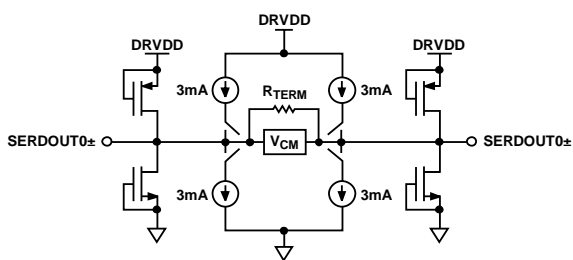 DRVDD
DRVDD
DRVDD
3mA
RTERM
3mA
SERDOUT0±
VCM
SERDOUT0±
3mA
3mA